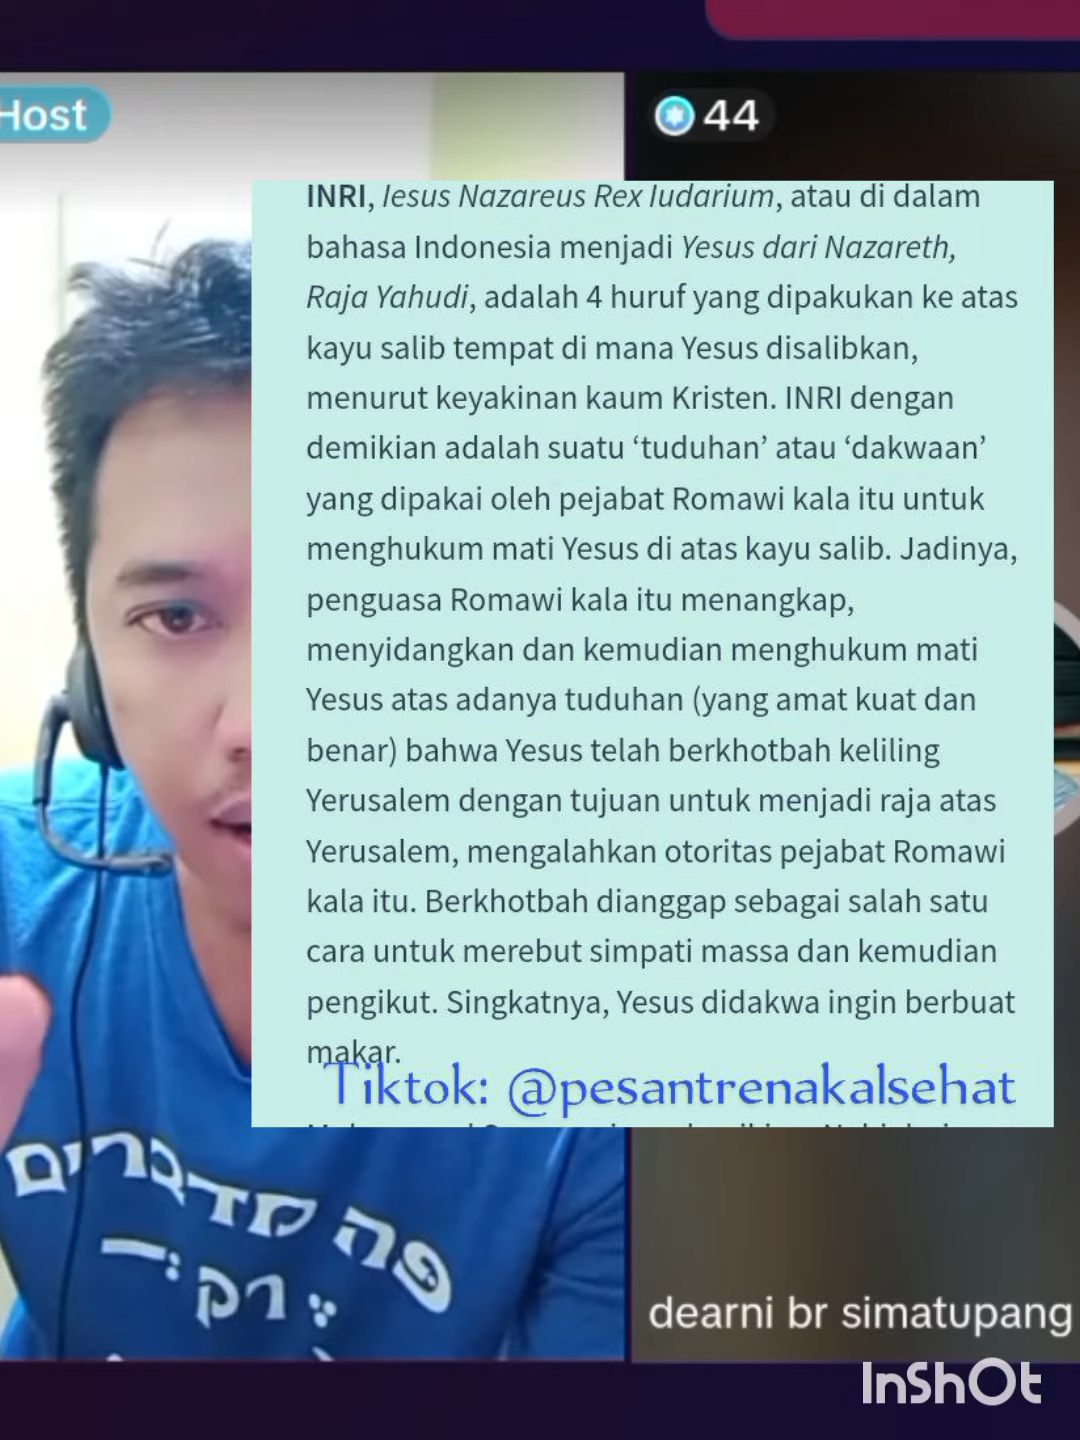 Host
44
INRI, Iesus Nazareus Rex Iudarium, atau di dalam
bahasa Indonesia menjadi Yesus dari Nazareth,
Raja Yahudi, adalah 4 huruf yang dipakukan ke atas
kayu salib tempat di mana Yesus disalibkan,
menurut keyakinan kaum Kristen. INRI dengan
demikian adalah suatu ‘tuduhan’ atau ‘dakwaan’
yang dipakai oleh pejabat Romawi kala itu untuk
menghukum mati Yesus di atas kayu salib. Jadinya,
penguasa Romawi kala itu menangkap,
menyidangkan dan kemudian menghukum mati
Yesus atas adanya tuduhan (yang amat kuat dan
benar) bahwa Yesus telah berkhotbah keliling
Yerusalem dengan tujuan untuk menjadi raja atas
Yerusalem, mengalahkan otoritas pejabat Romawi
kala itu. Berkhotbah dianggap sebagai salah satu
cara untuk merebut simpati massa dan kemudian
pengikut. Singkatnya, Yesus didakwa ingin berbuat
makar.
Tiktok: @pesantrenakalsehat
פה מדברים
רק
dearni br simatupang
InShOt